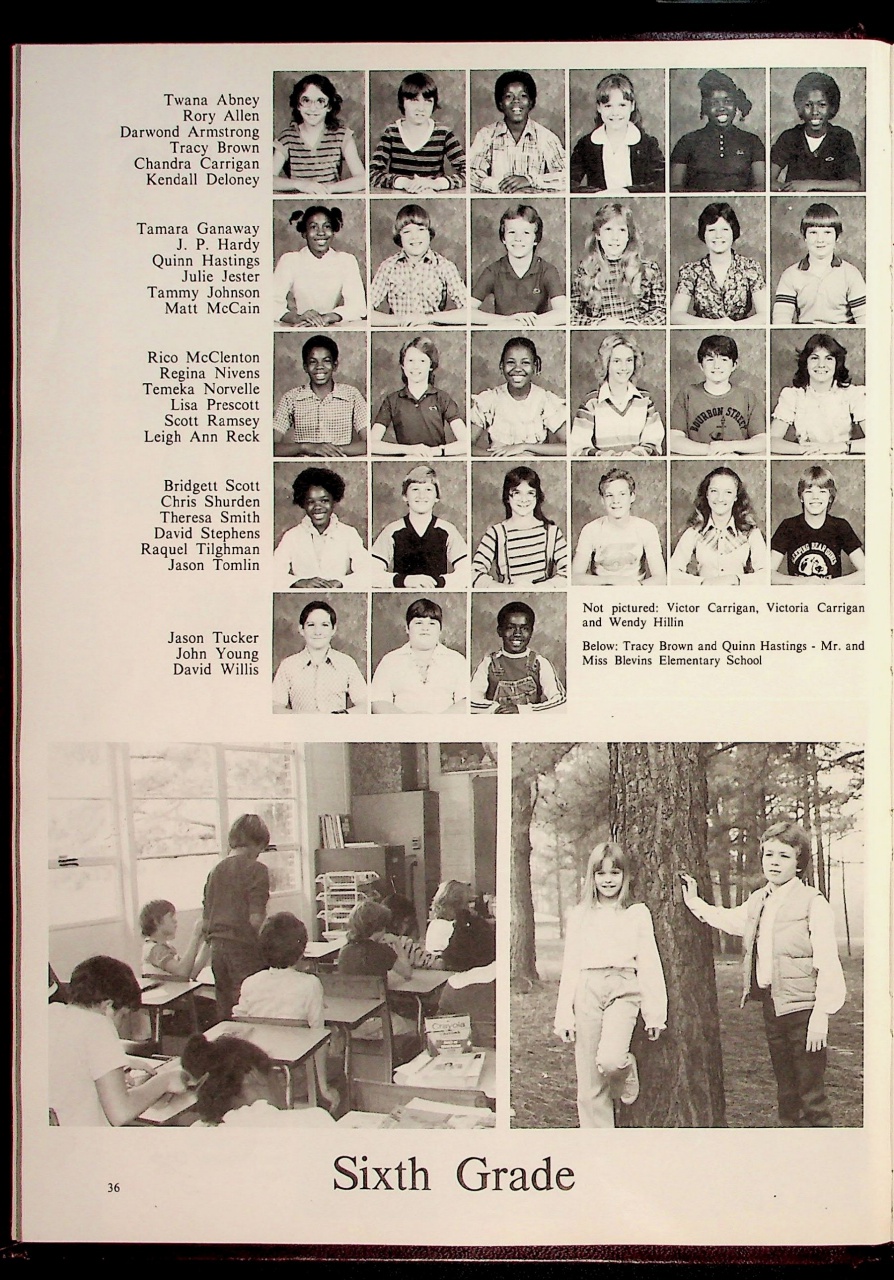 Twana Abney
Rory Allen
Darwond Armstrong
Tracy Brown
Chandra Carrigan
Kendall Deloney
Tamara Ganaway
J. P. Hardy
Quinn Hastings
Julie Jester
Tammy Johnson
Matt McCain
Rico McClenton
Regina Nivens
Temeka Norvelle
Lisa Prescott
Scott Ramsey
Leigh Ann Reck
BOURBON STREET
Bridgett Scott
Chris Shurden
Theresa Smith
David Stephens
Raquel Tilghman
Jason Tomlin
Jason Tucker
John Young
David Willis
Not pictured: Victor Carrigan, Victoria Carrigan
and Wendy Hillin
Below: Tracy Brown and Quinn Hastings - Mr. and
Miss Blevins Elementary School
Crayola
Sixth Grade
36